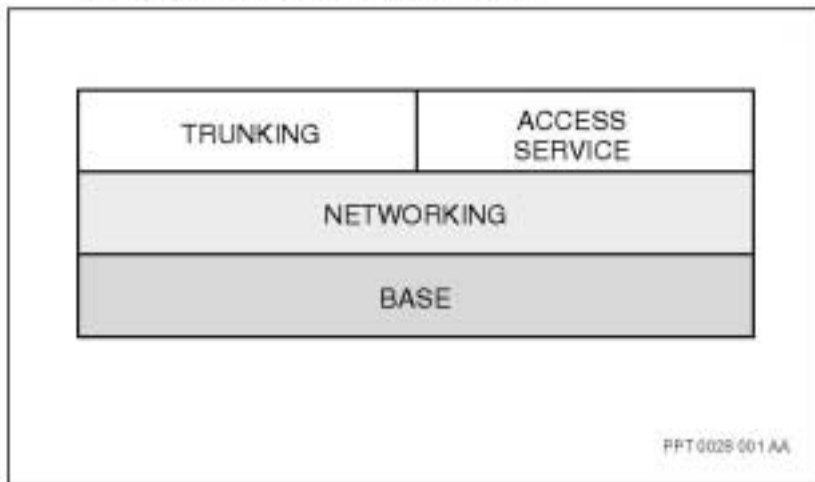 TRUNKING
ACCESS
SERVICE
NETWORKING
BASE
PPT 0028 001 AA